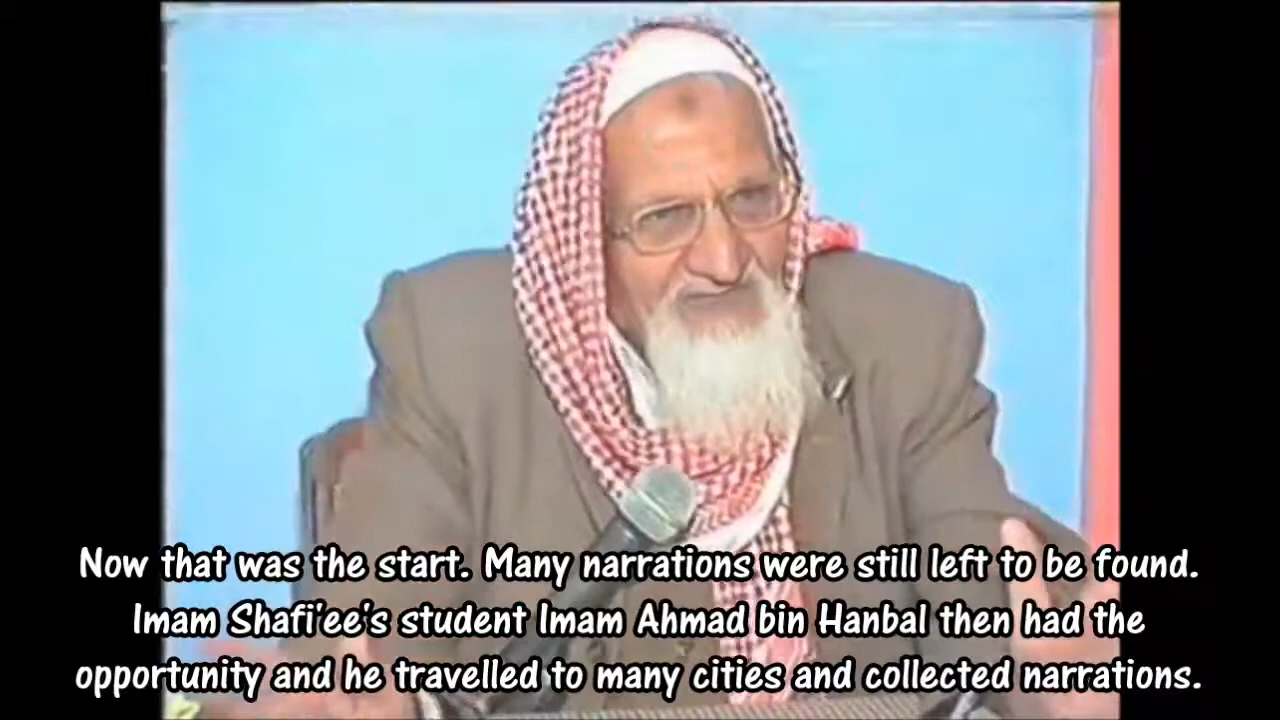 Now that was the start. Many narrations were still left to be found.
Imam Shafi'ee's student Imam Ahmad bin Hanbal then had the
opportunity and he travelled to many cities and collected narrations.